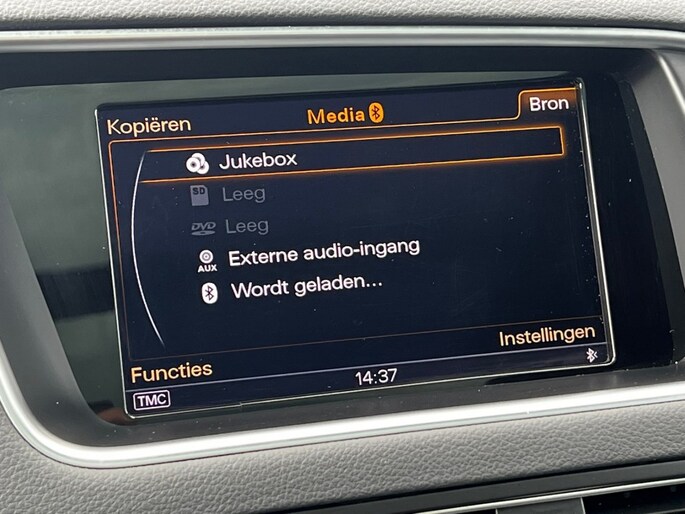 Kopiëren Media Bron
Jukebox
SD Leeg
DVD Leeg
AUX Externe audio-ingang
Wordt geladen...
Functies Instellingen
TMC 14:37